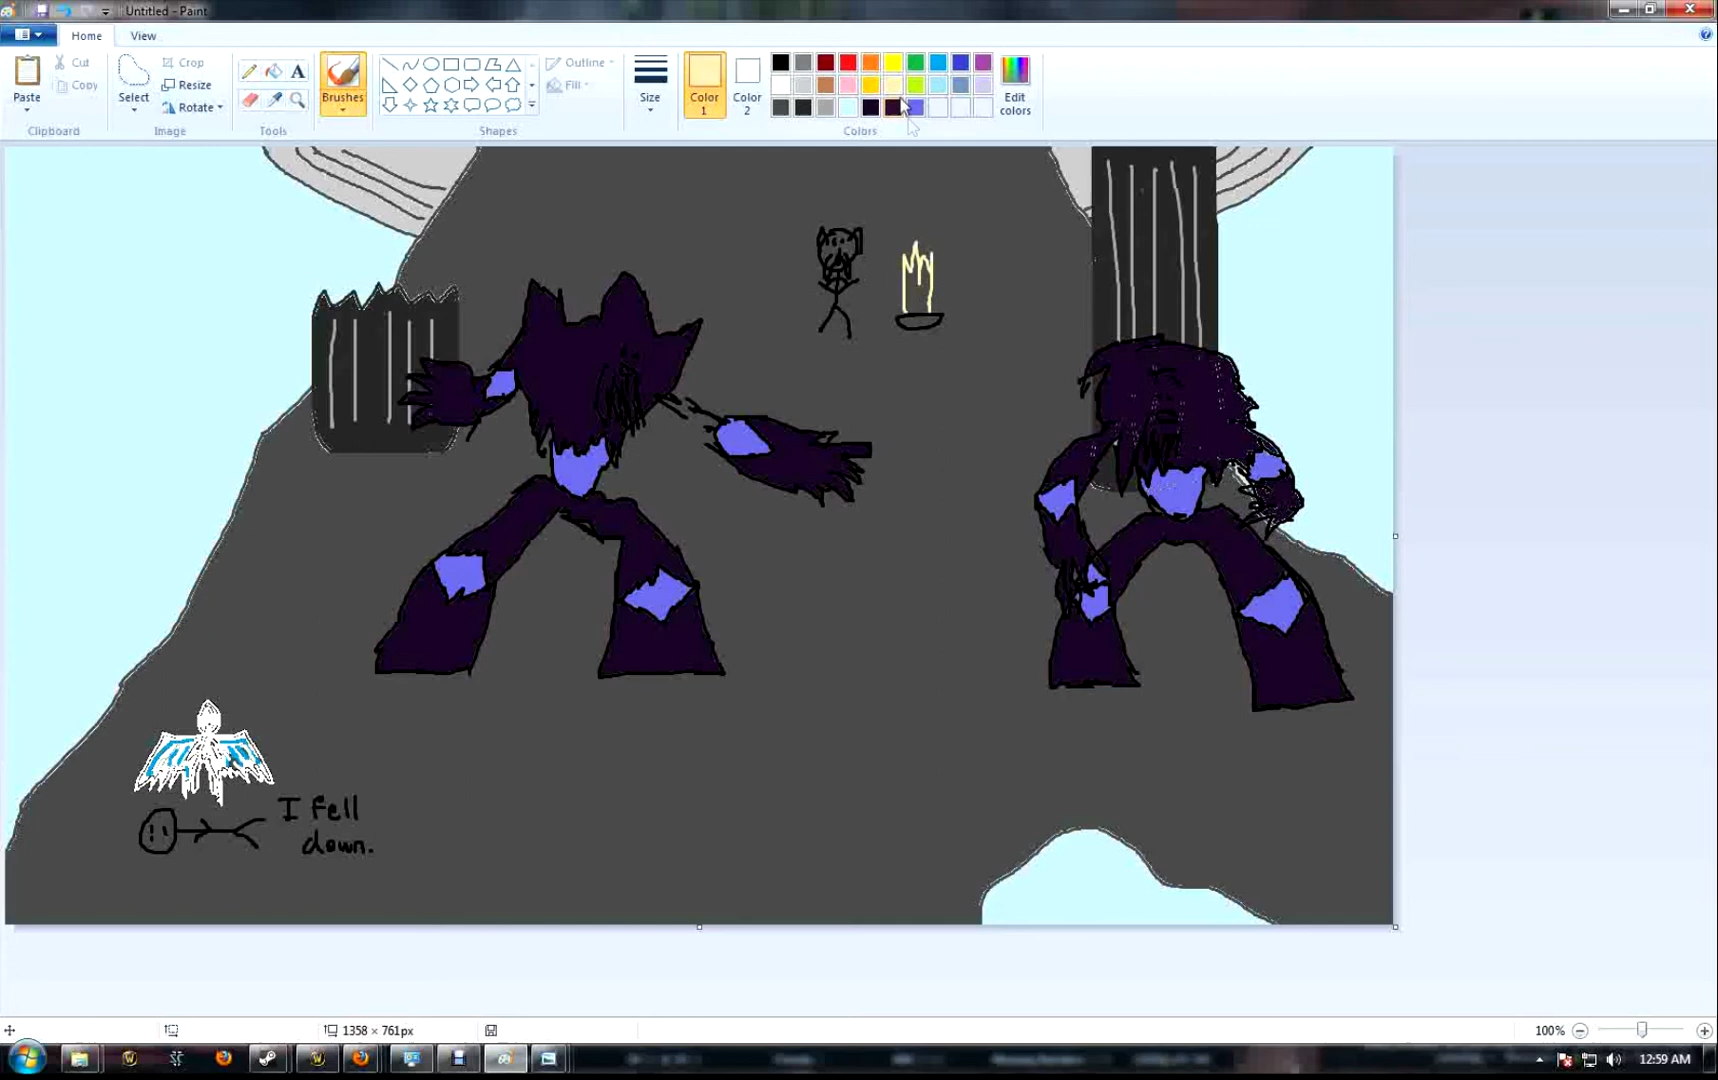 Untitled - Paint
Home View
Paste
Cut
Copy
Clipboard
Select
Crop
Resize
Rotate
Image
A
Tools
Brushes
Outline
Fill
Shapes
Size
Color
1
Color
2
Colors
Edit
colors
I Fell
down.
1358 × 761px
100%
12:59 AM